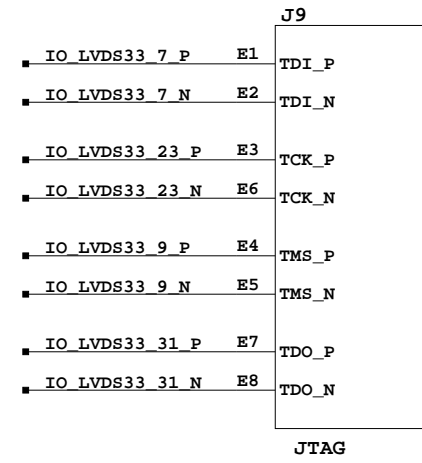 J9
IO_LVDS33_7_P E1 TDI_P
IO_LVDS33_7_N E2 TDI_N
IO_LVDS33_23_P E3 TCK_P
IO_LVDS33_23_N E6 TCK_N
IO_LVDS33_9_P E4 TMS_P
IO_LVDS33_9_N E5 TMS_N
IO_LVDS33_31_P E7 TDO_P
IO_LVDS33_31_N E8 TDO_N
JTAG